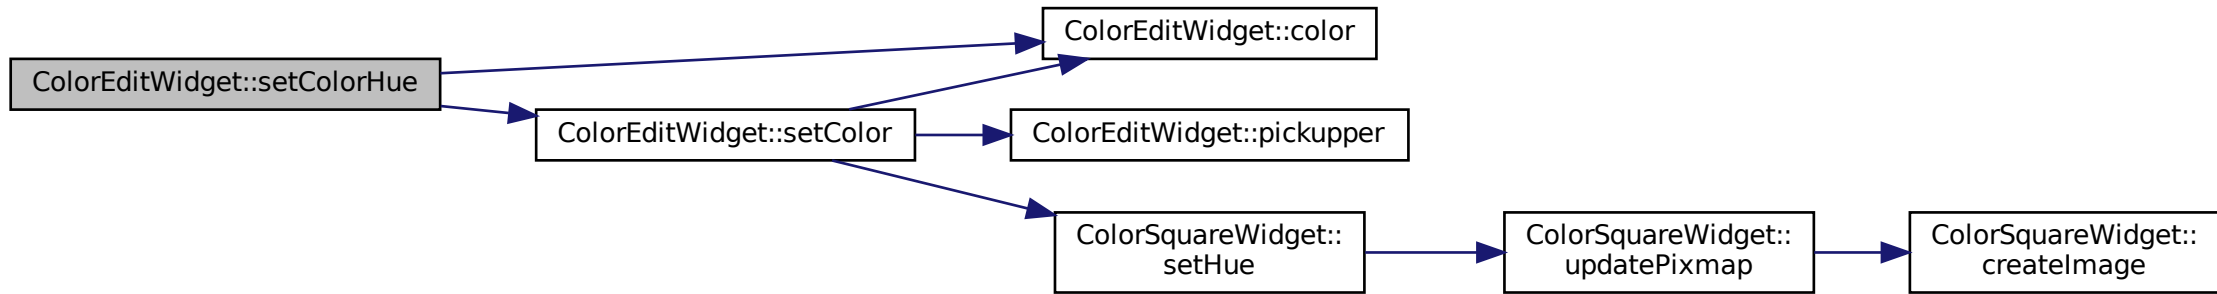 ColorEditWidget::color
ColorEditWidget::setColorHue
ColorEditWidget::setColor
ColorEditWidget::pickupper
ColorSquareWidget::
setHue
ColorSquareWidget::
updatePixmap
ColorSquareWidget::
createImage